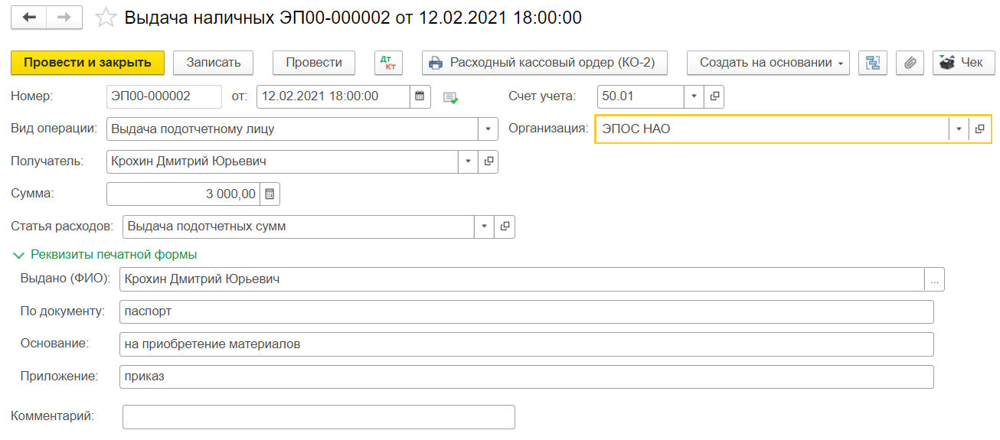 Выдача наличных ЭП00-000002 от 12.02.2021 18:00:00
Провести и закрыть Записать Провести Дт Кт Расходный кассовый ордер (КО-2) Создать на основании Чек
Номер: ЭП00-000002 от: 12.02.2021 18:00:00 Счет учета: 50.01
Вид операции: Выдача подотчетному лицу Организация: ЭПОС НАО
Получатель: Крохин Дмитрий Юрьевич
Сумма: 3 000,00
Статья расходов: Выдача подотчетных сумм
Реквизиты печатной формы
Выдано (ФИО): Крохин Дмитрий Юрьевич ...
По документу: паспорт
Основание: на приобретение материалов
Приложение: приказ
Комментарий: